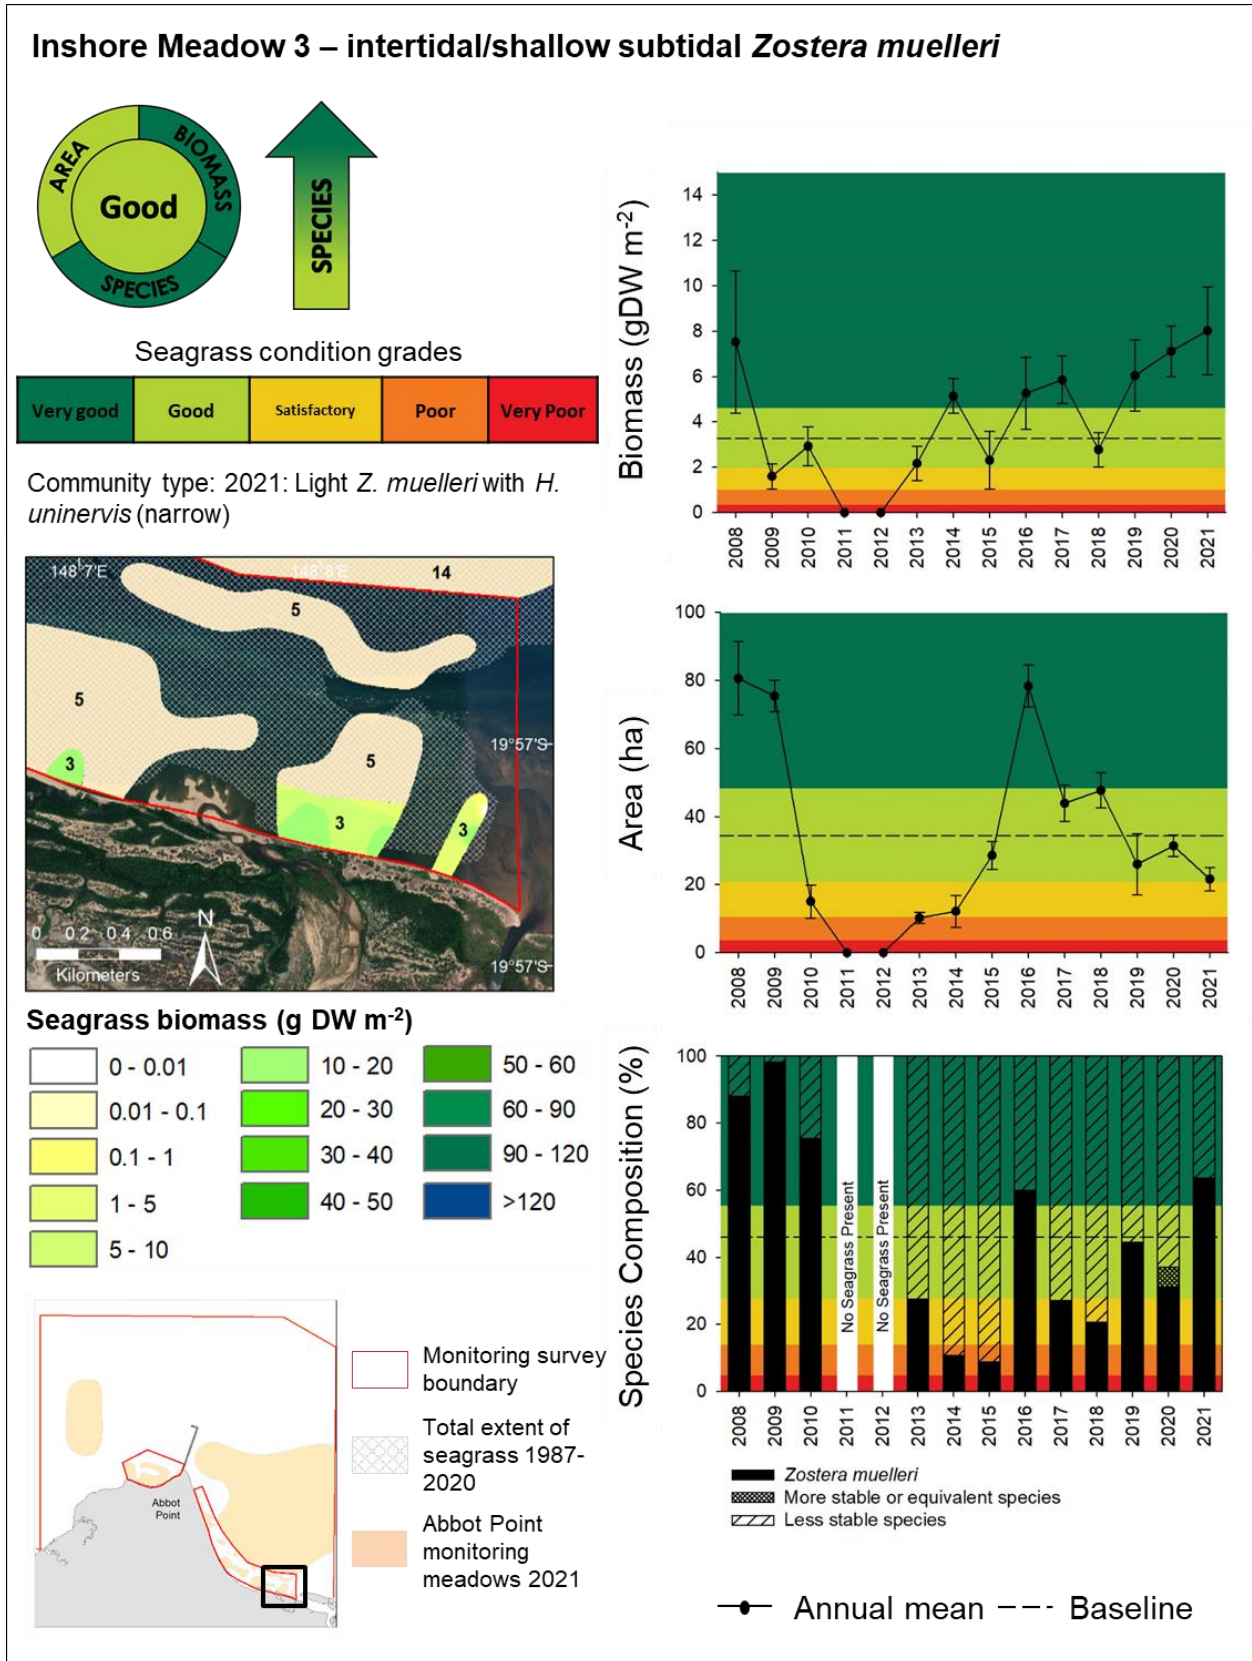 Inshore Meadow 3 – intertidal/shallow subtidal Zostera muelleri
AREA
BIOMASS
SPECIES
Good
SPECIES
Seagrass condition grades
Very good
Good
Satisfactory
Poor
Very Poor
Community type: 2021: Light Z. muelleri with H.
uninervis (narrow)
148°7'E
148°8'E
14
5
5
5
3
3
3
19°57'S
19°57'S
N
0 0.2 0.4 0.6
Kilometers
Seagrass biomass (g DW m-2)
0 - 0.01
0.01 - 0.1
0.1 - 1
1 - 5
5 - 10
10 - 20
20 - 30
30 - 40
40 - 50
50 - 60
60 - 90
90 - 120
>120
Abbot
Point
Monitoring survey
boundary
Total extent of
seagrass 1987-
2020
Abbot Point
monitoring
meadows 2021
Biomass (gDW m-2)
14
12
10
8
6
4
2
0
2008 2009 2010 2011 2012 2013 2014 2015 2016 2017 2018 2019 2020 2021
Area (ha)
100
80
60
40
20
0
2008 2009 2010 2011 2012 2013 2014 2015 2016 2017 2018 2019 2020 2021
Species Composition (%)
100
80
60
40
20
0
No Seagrass Present
No Seagrass Present
2008 2009 2010 2011 2012 2013 2014 2015 2016 2017 2018 2019 2020 2021
Zostera muelleri
More stable or equivalent species
Less stable species
Annual mean
Baseline